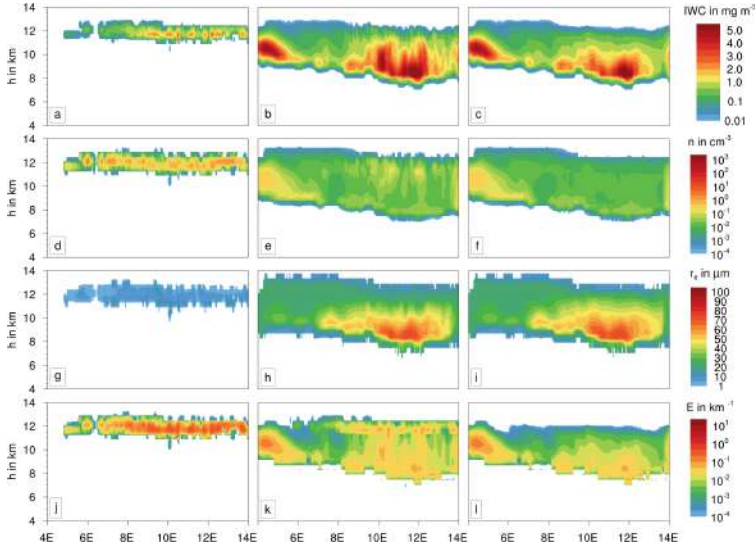 14
12
10
8
6
4
h in km
a
b
c
IWC in mg m⁻³
5.0
4.0
3.0
2.0
1.0
0.1
0.01
14
12
10
8
6
4
h in km
d
e
f
n in cm⁻³
10³
10²
10¹
10⁰
10⁻¹
10⁻²
10⁻³
10⁻⁴
14
12
10
8
6
4
h in km
g
h
i
in µm
100
90
80
70
60
50
40
30
20
10
1
14
12
10
8
6
4
h in km
j
k
l
E in km⁻¹
10¹
10⁰
10⁻¹
10⁻²
10⁻³
10⁻⁴
4E 6E 8E 10E 12E 14E 6E 8E 10E 12E 14E 6E 8E 10E 12E 14E